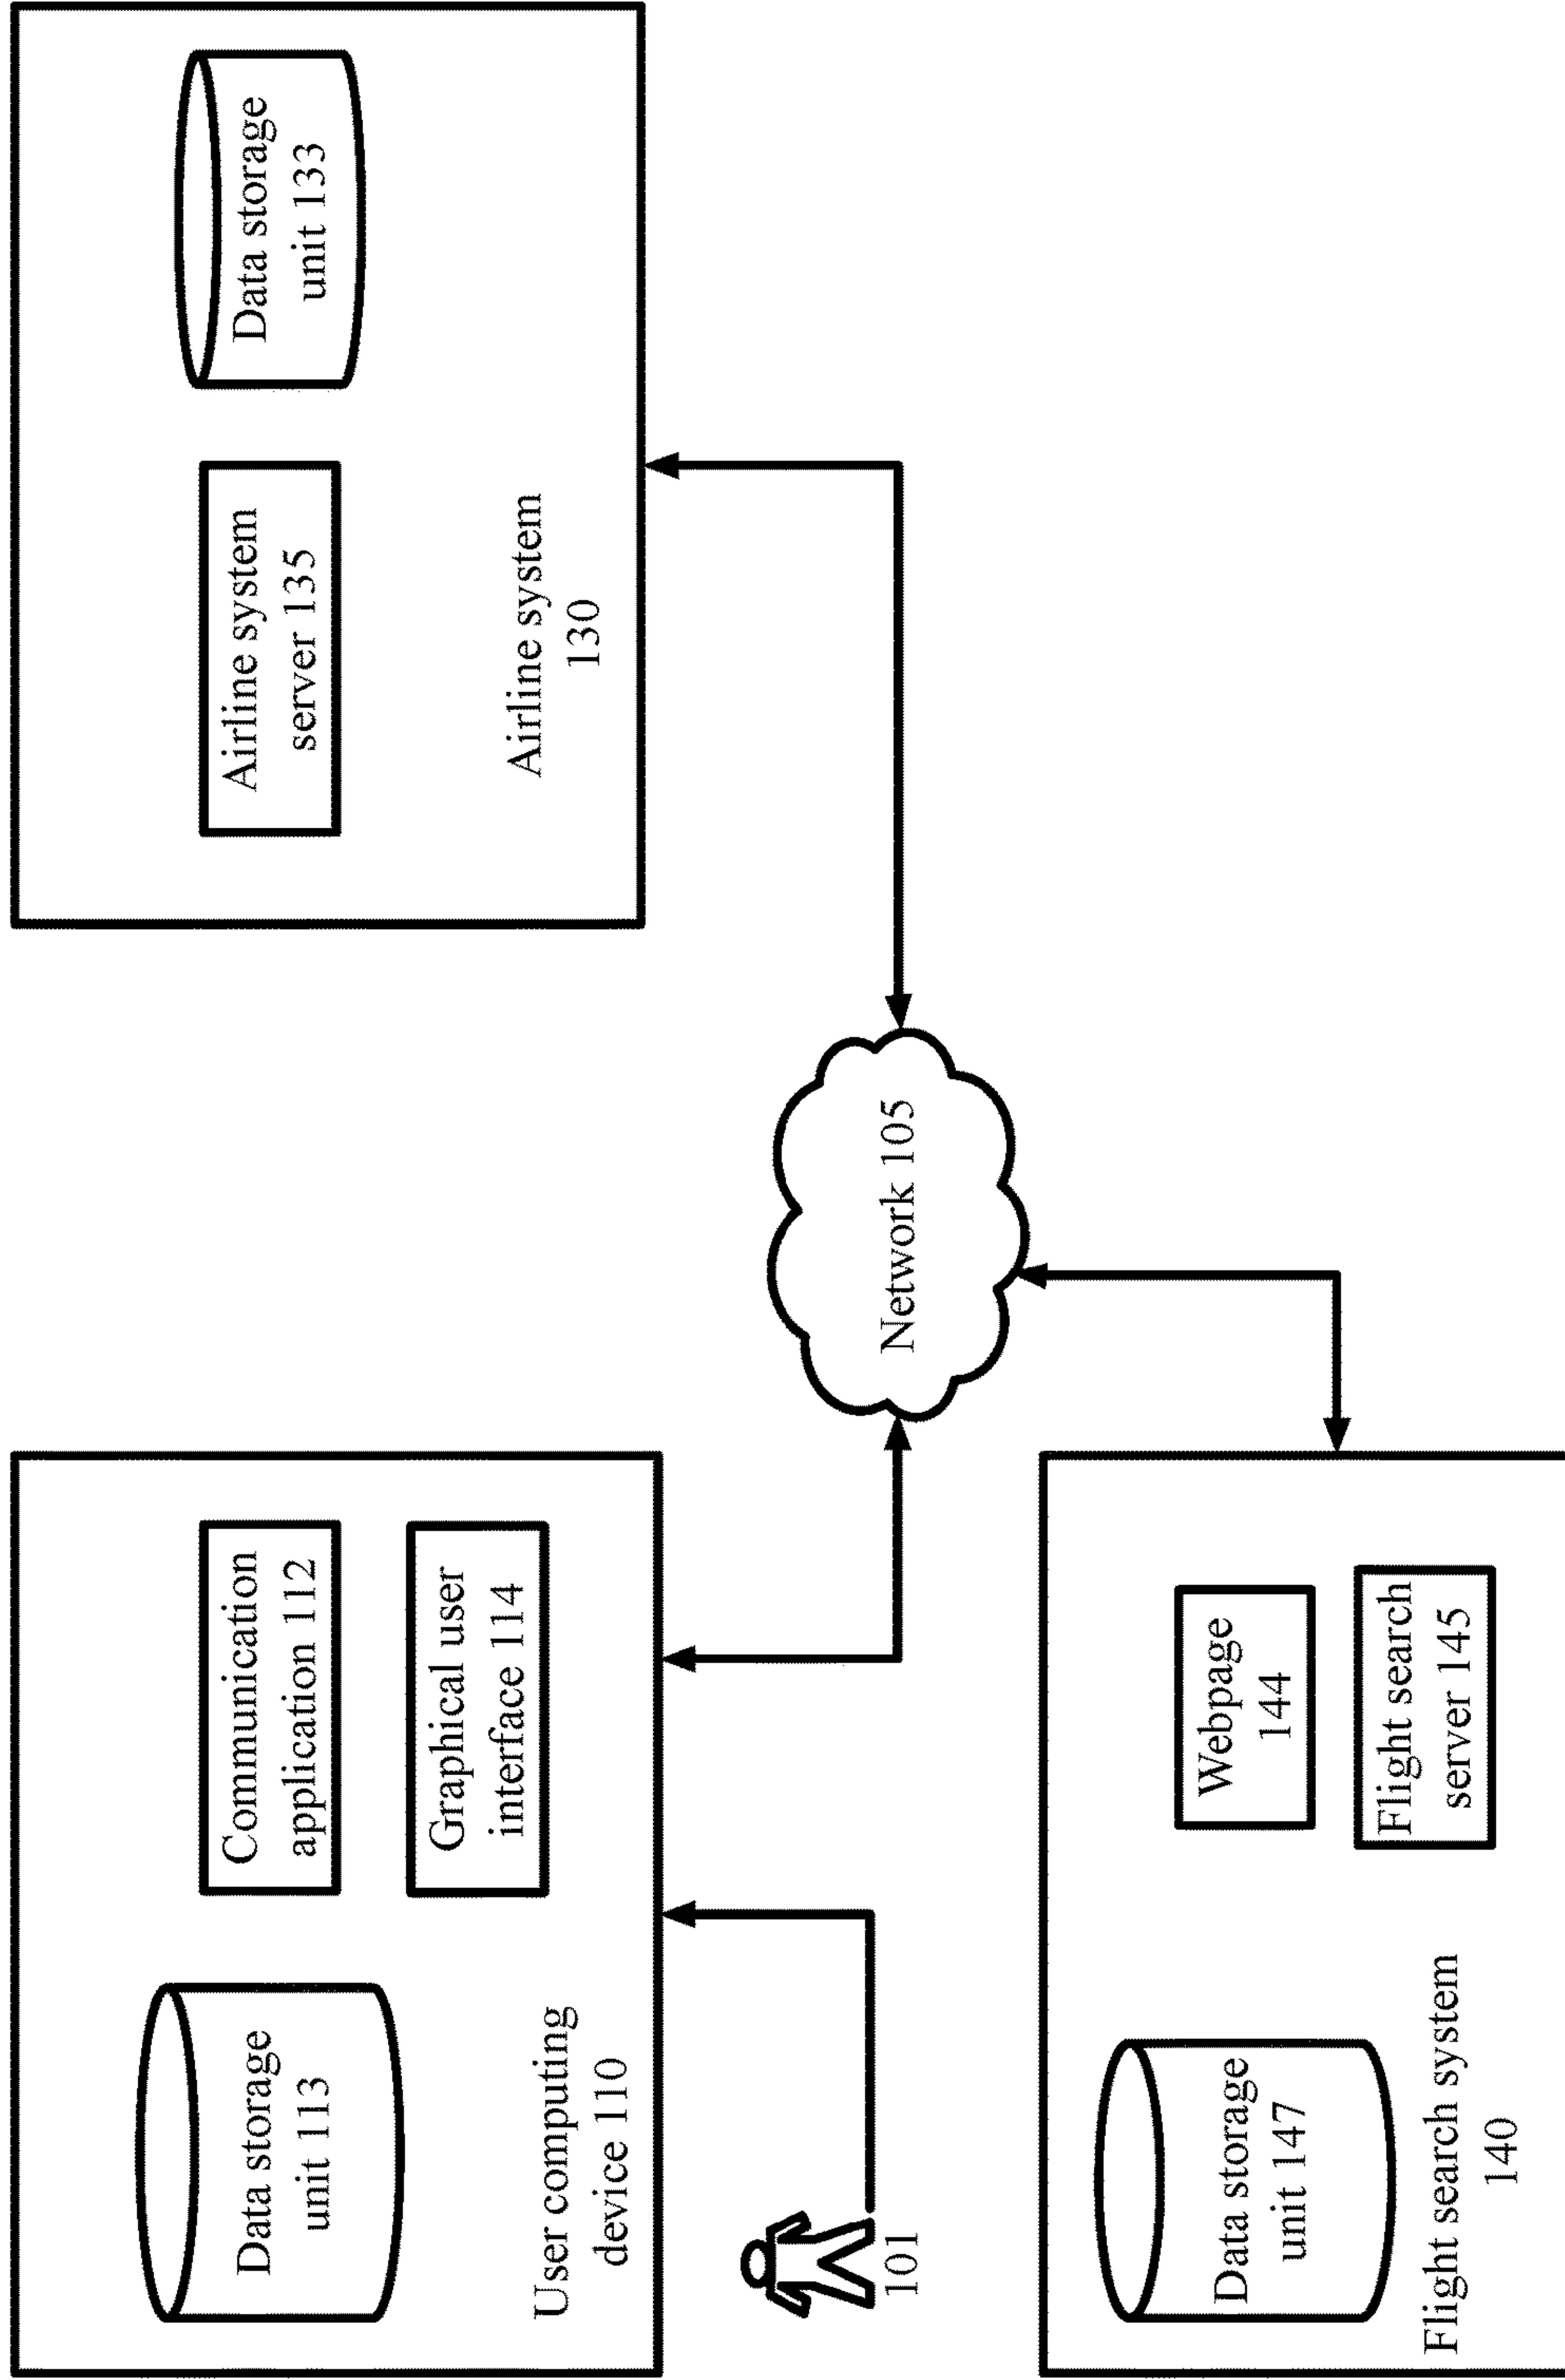 Data storage
unit 113
Communication
application 112
Graphical user
interface 114
User computing
device 110
101
Airline system
server 135
Data storage
unit 133
Airline system
130
Network 105
Data storage
unit 147
Webpage
144
Flight search
server 145
Flight search system
140